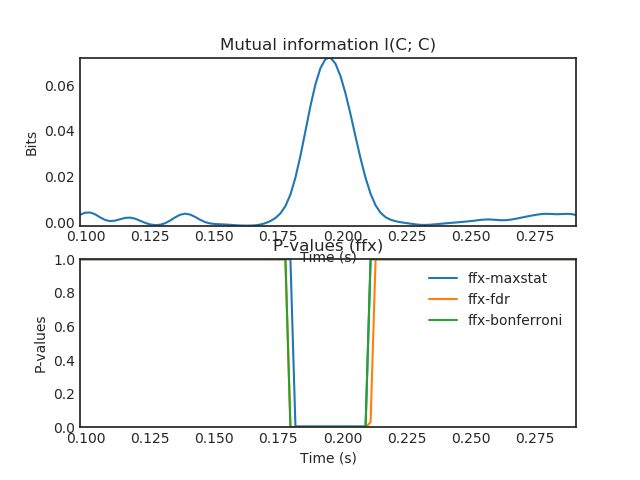 Mutual information I(C; C)
Bits
0.06
0.04
0.02
0.00
0.100 0.125 0.150 0.175 0.200 0.225 0.250 0.275
Time (s)
P-values (ffx)
P-values
1.0
0.8
0.6
0.4
0.2
0.0
ffx-maxstat
ffx-fdr
ffx-bonferroni
0.100 0.125 0.150 0.175 0.200 0.225 0.250 0.275
Time (s)